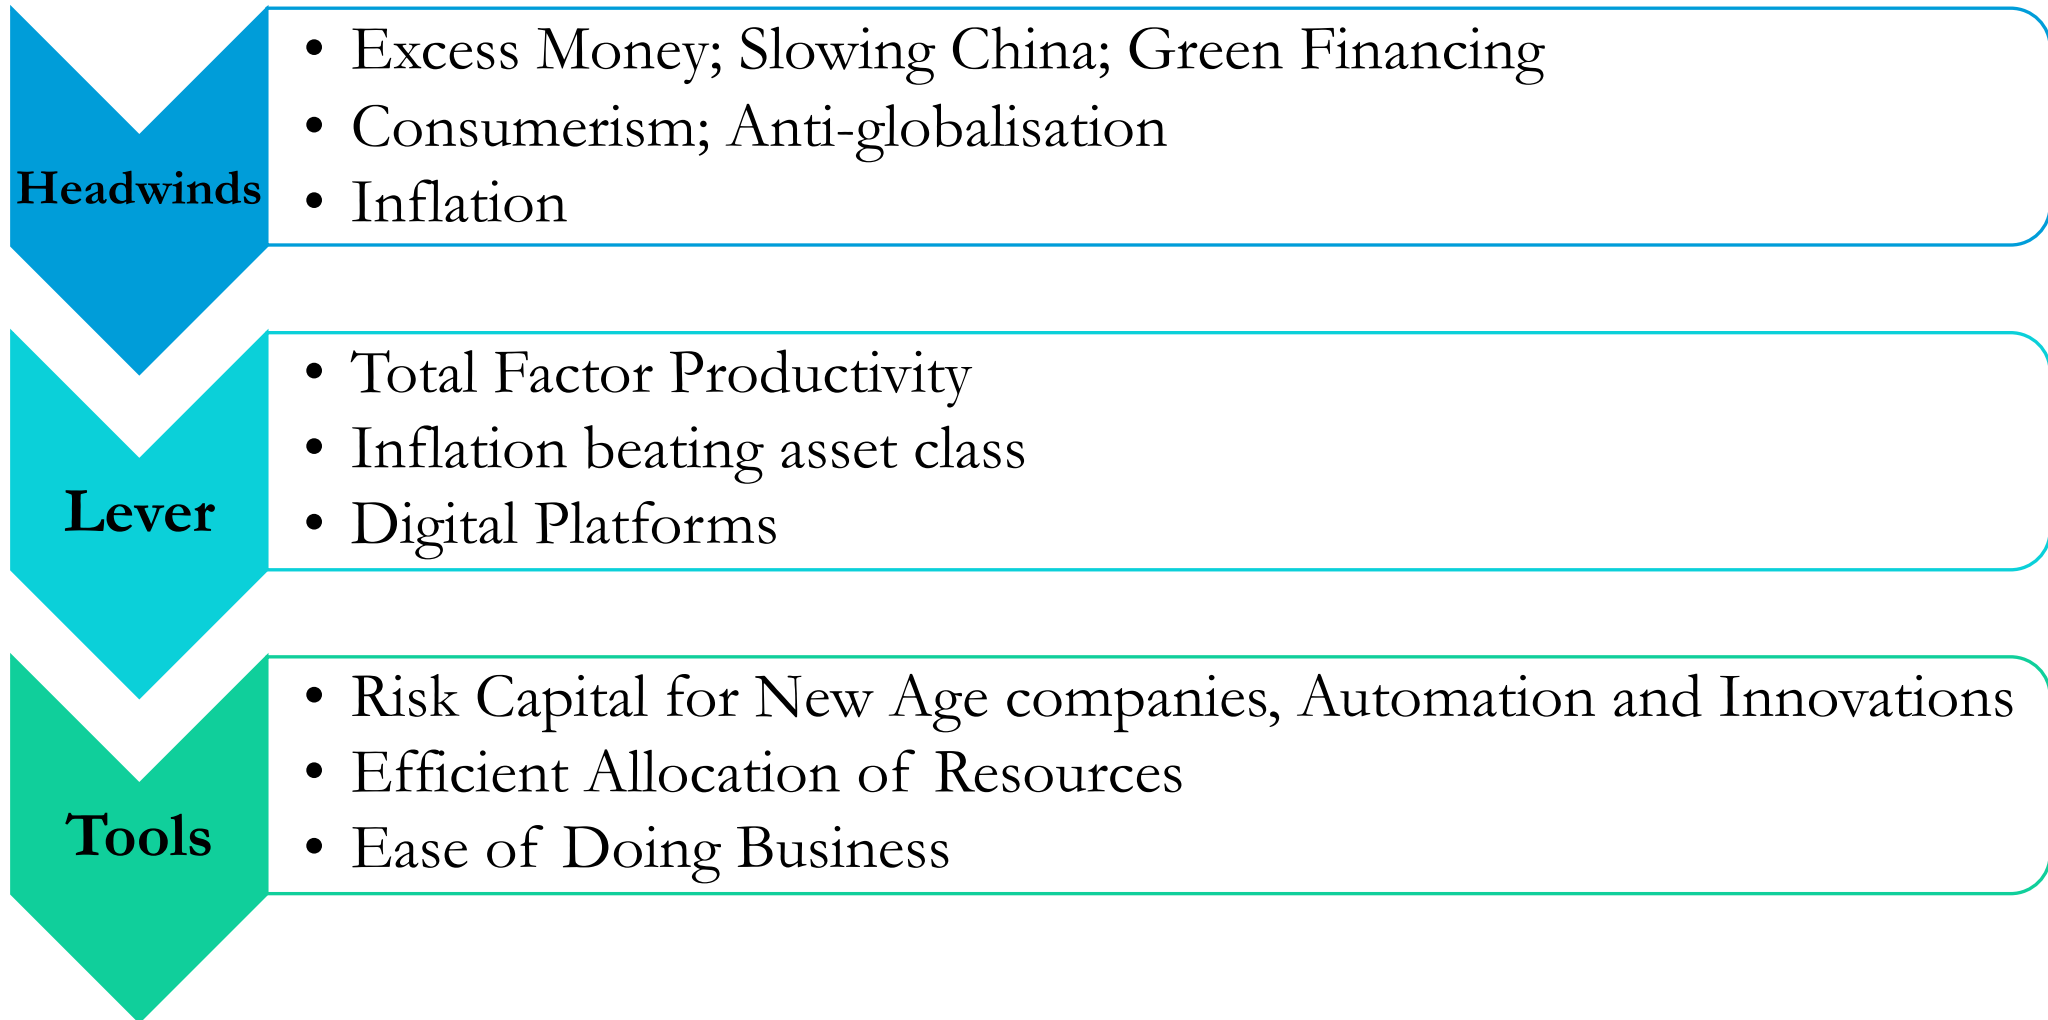 Headwinds
• Excess Money; Slowing China; Green Financing
• Consumerism; Anti-globalisation
• Inflation
Lever
• Total Factor Productivity
• Inflation beating asset class
• Digital Platforms
Tools
• Risk Capital for New Age companies, Automation and Innovations
• Efficient Allocation of Resources
• Ease of Doing Business